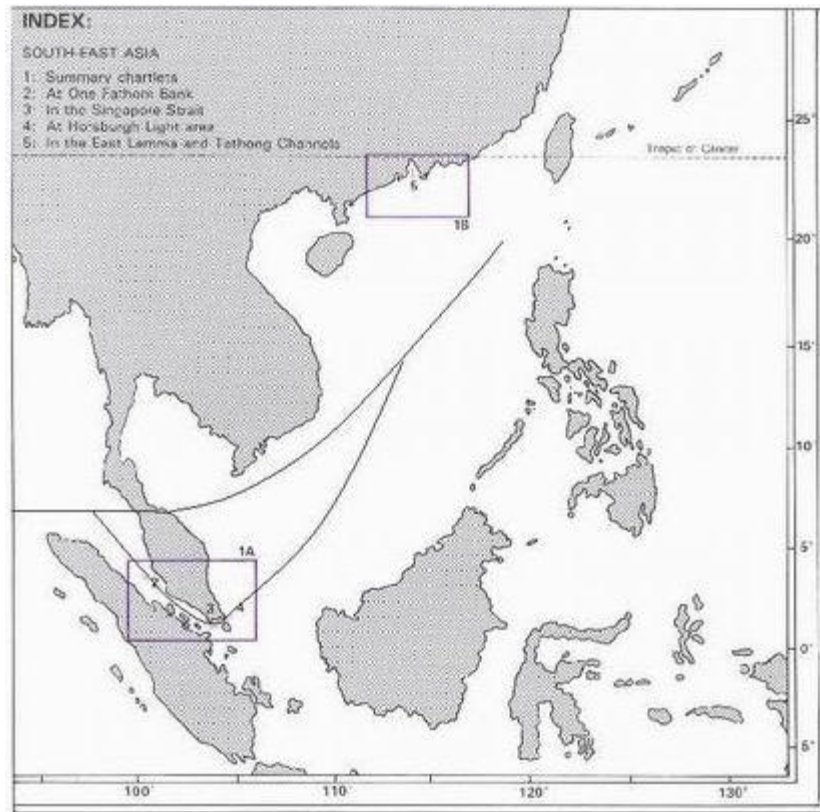 INDEX:
SOUTH-EAST ASIA
1: Summary chartlets
2: At One Fathom Bank
3: In the Singapore Strait
4: At Horsburgh Light area
5: In the East Lamma and Tathong Channels
25°
Tropic of Cancer
5
1B
20°
15°
10°
1A
5°
2
3
4
0°
5°
100°
110°
120°
130°